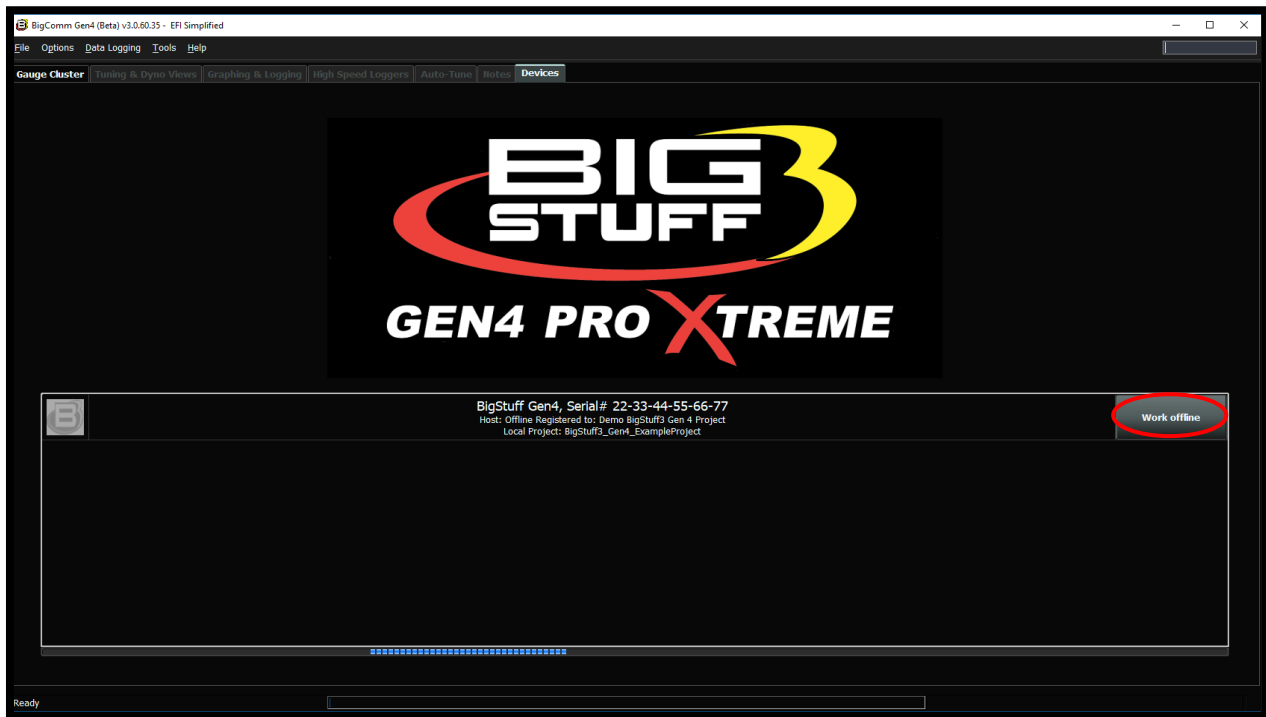 BigComm Gen4 (Beta) v3.0.60.35 - EFI Simplified
File Options Data Logging Tools Help
Gauge Cluster Tuning & Dyno Views Graphing & Logging High Speed Loggers Auto-Tune Notes Devices
BIG 3
STUFF
GEN4 PRO XTREME
B
BigStuff Gen4, Serial# 22-33-44-55-66-77
Host: Offline Registered to: Demo BigStuff3 Gen 4 Project
Local Project: BigStuff3_Gen4_ExampleProject
Work offline
Ready